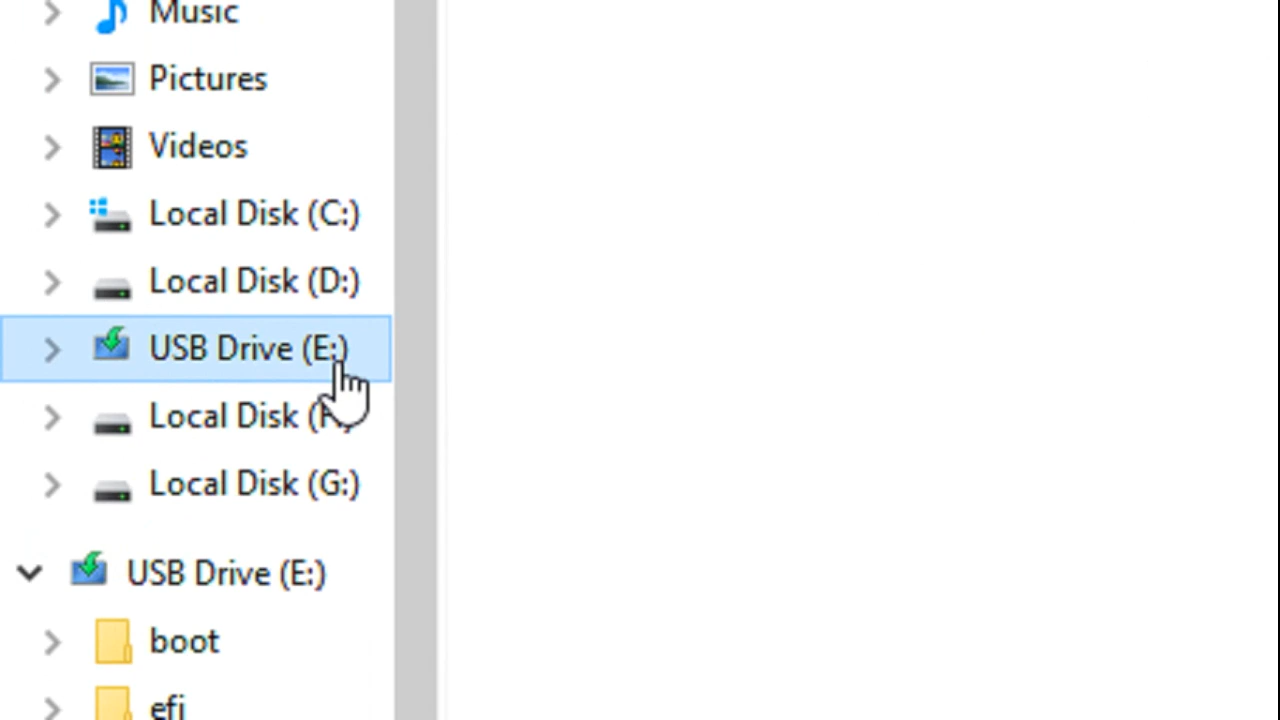 Music
Pictures
Videos
Local Disk (C:)
Local Disk (D:)
USB Drive (E:)
Local Disk
Local Disk (G:)
USB Drive (E:)
boot
efi